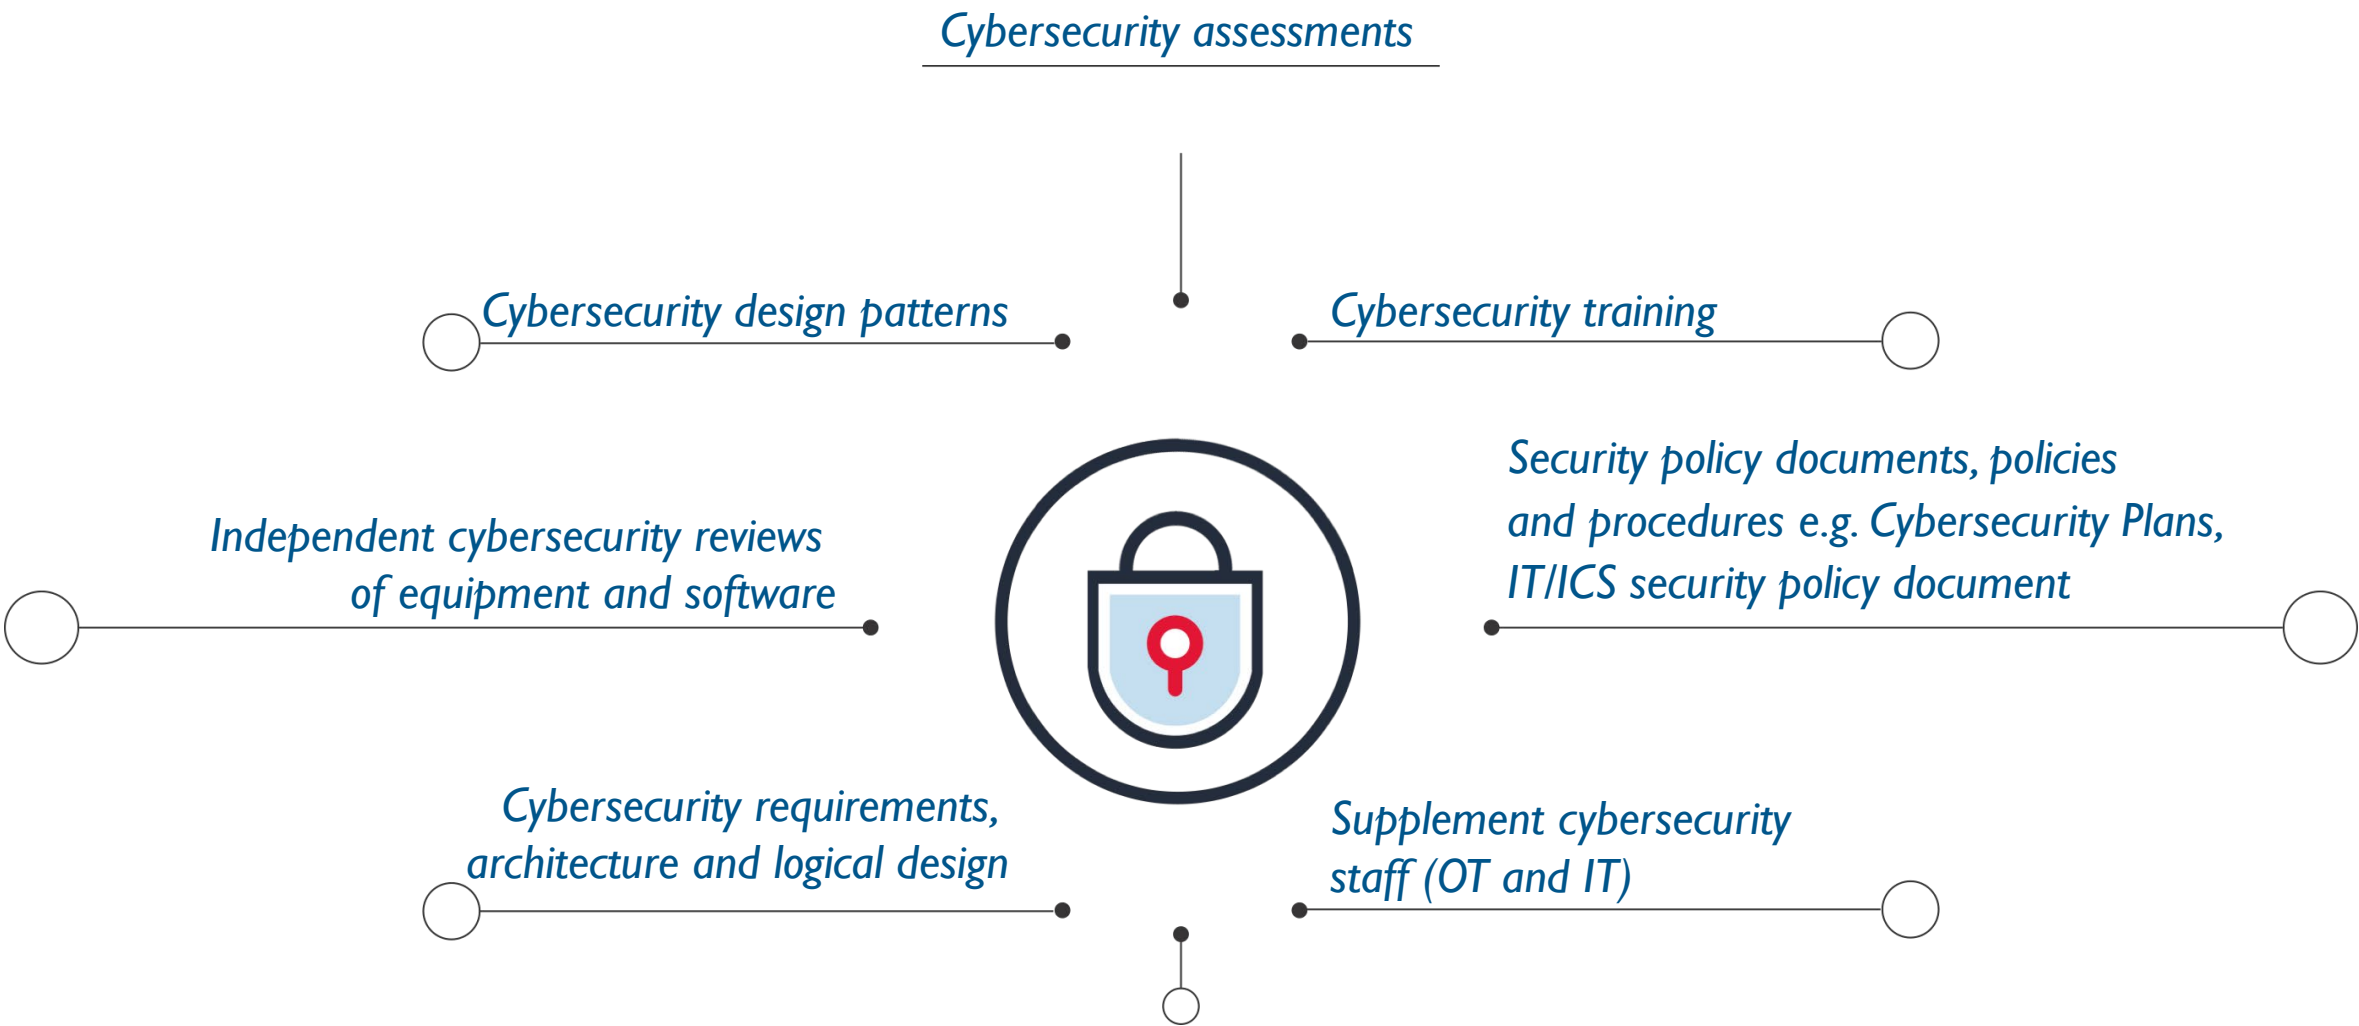 Cybersecurity assessments
Cybersecurity design patterns
Cybersecurity training
Independent cybersecurity reviews
of equipment and software
Security policy documents, policies
and procedures e.g. Cybersecurity Plans,
IT/ICS security policy document
Cybersecurity requirements,
architecture and logical design
Supplement cybersecurity
staff (OT and IT)